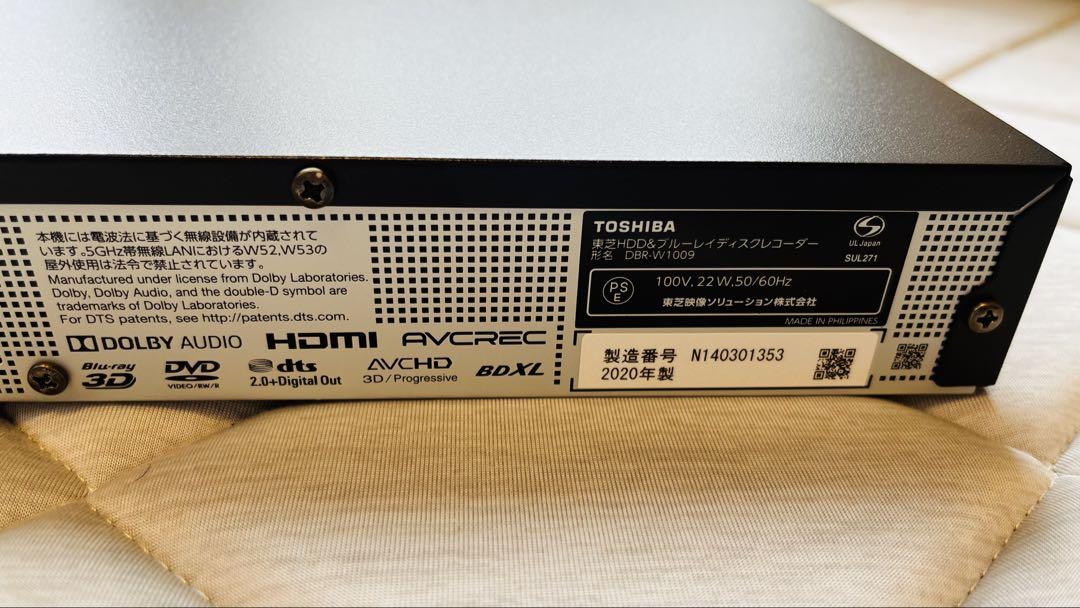 本機には電波法に基づく無線設備が内蔵されて
います。5GHz帯無線LANにおけるW52,W53の
屋外使用は法令で禁止されています。
Manufactured under license from Dolby Laboratories.
Dolby, Dolby Audio, and the double-D symbol are
trademarks of Dolby Laboratories.
For DTS patents, see http://patents.dts.com.
DOLBY AUDIO HDMI AVCREC
Blu-ray 3D
DVD VIDEO/RW/R
dts 2.0+Digital Out
AVCHD 3D/Progressive
BDXL
TOSHIBA
東芝HDD&ブルーレイディスクレコーダー
形名 DBR-W1009
UL Japan
SUL271
PS E
100V, 22W, 50/60Hz
東芝映像ソリューション株式会社
MADE IN PHILIPPINES
製造番号 N140301353
2020年製